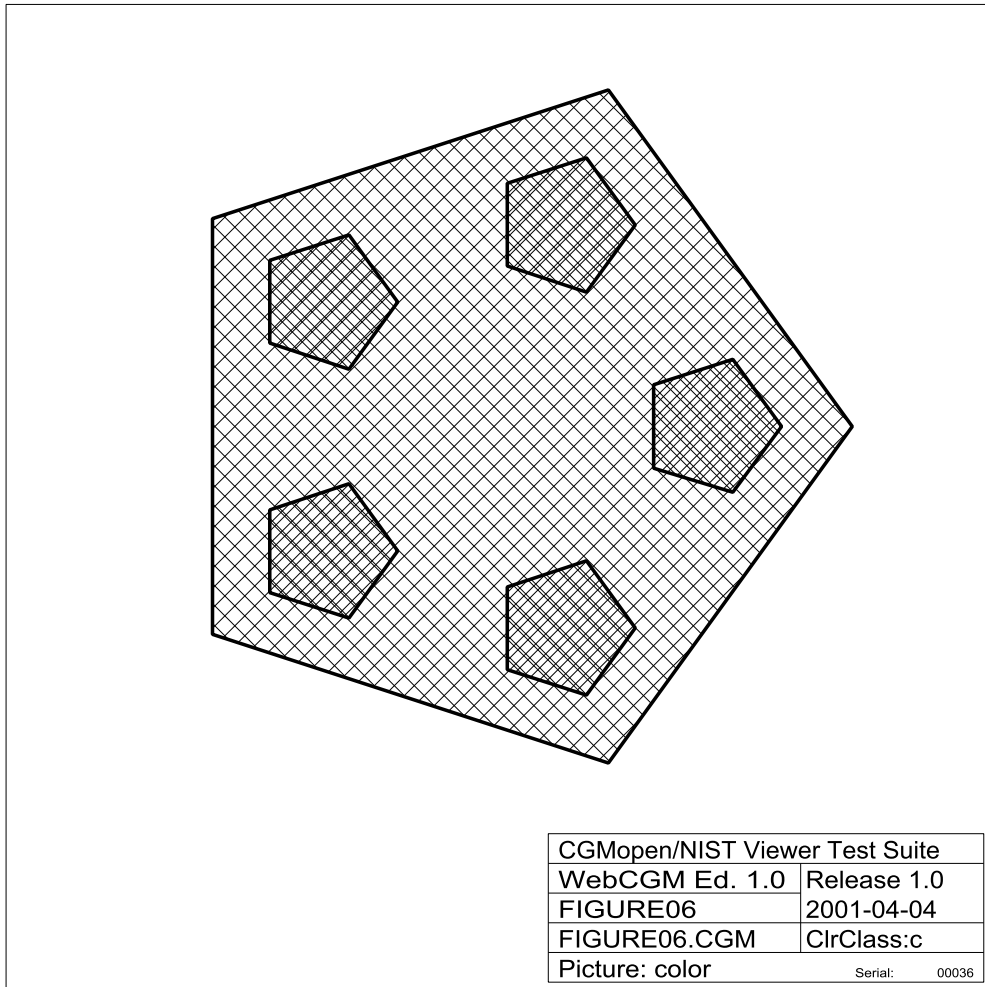 CGMopen/NIST Viewer Test Suite
WebCGM Ed. 1.0 Release 1.0
FIGURE06 2001-04-04
FIGURE06.CGM ClrClass:c
Picture: color Serial: 00036